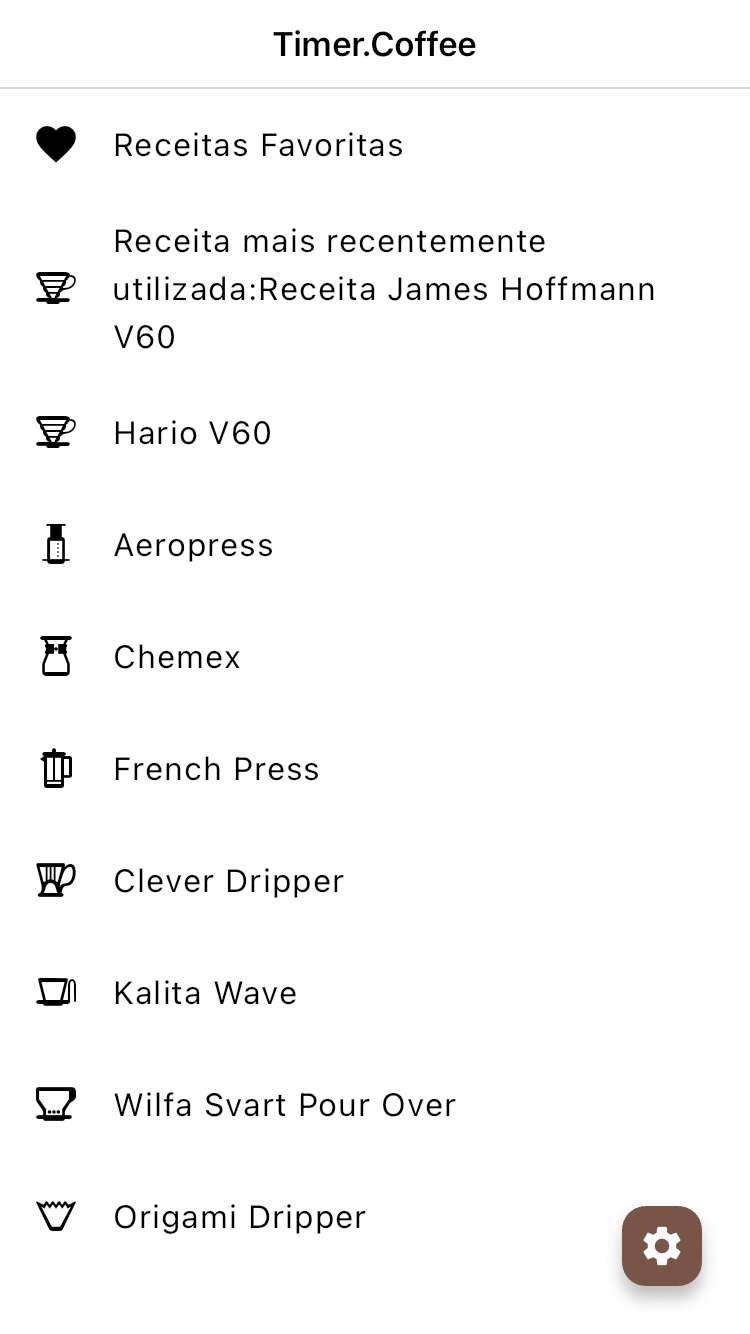 Timer.Coffee
Receitas Favoritas
Receita mais recentemente
utilizada:Receita James Hoffmann
V60
Hario V60
Aeropress
Chemex
French Press
Clever Dripper
Kalita Wave
Wilfa Svart Pour Over
Origami Dripper